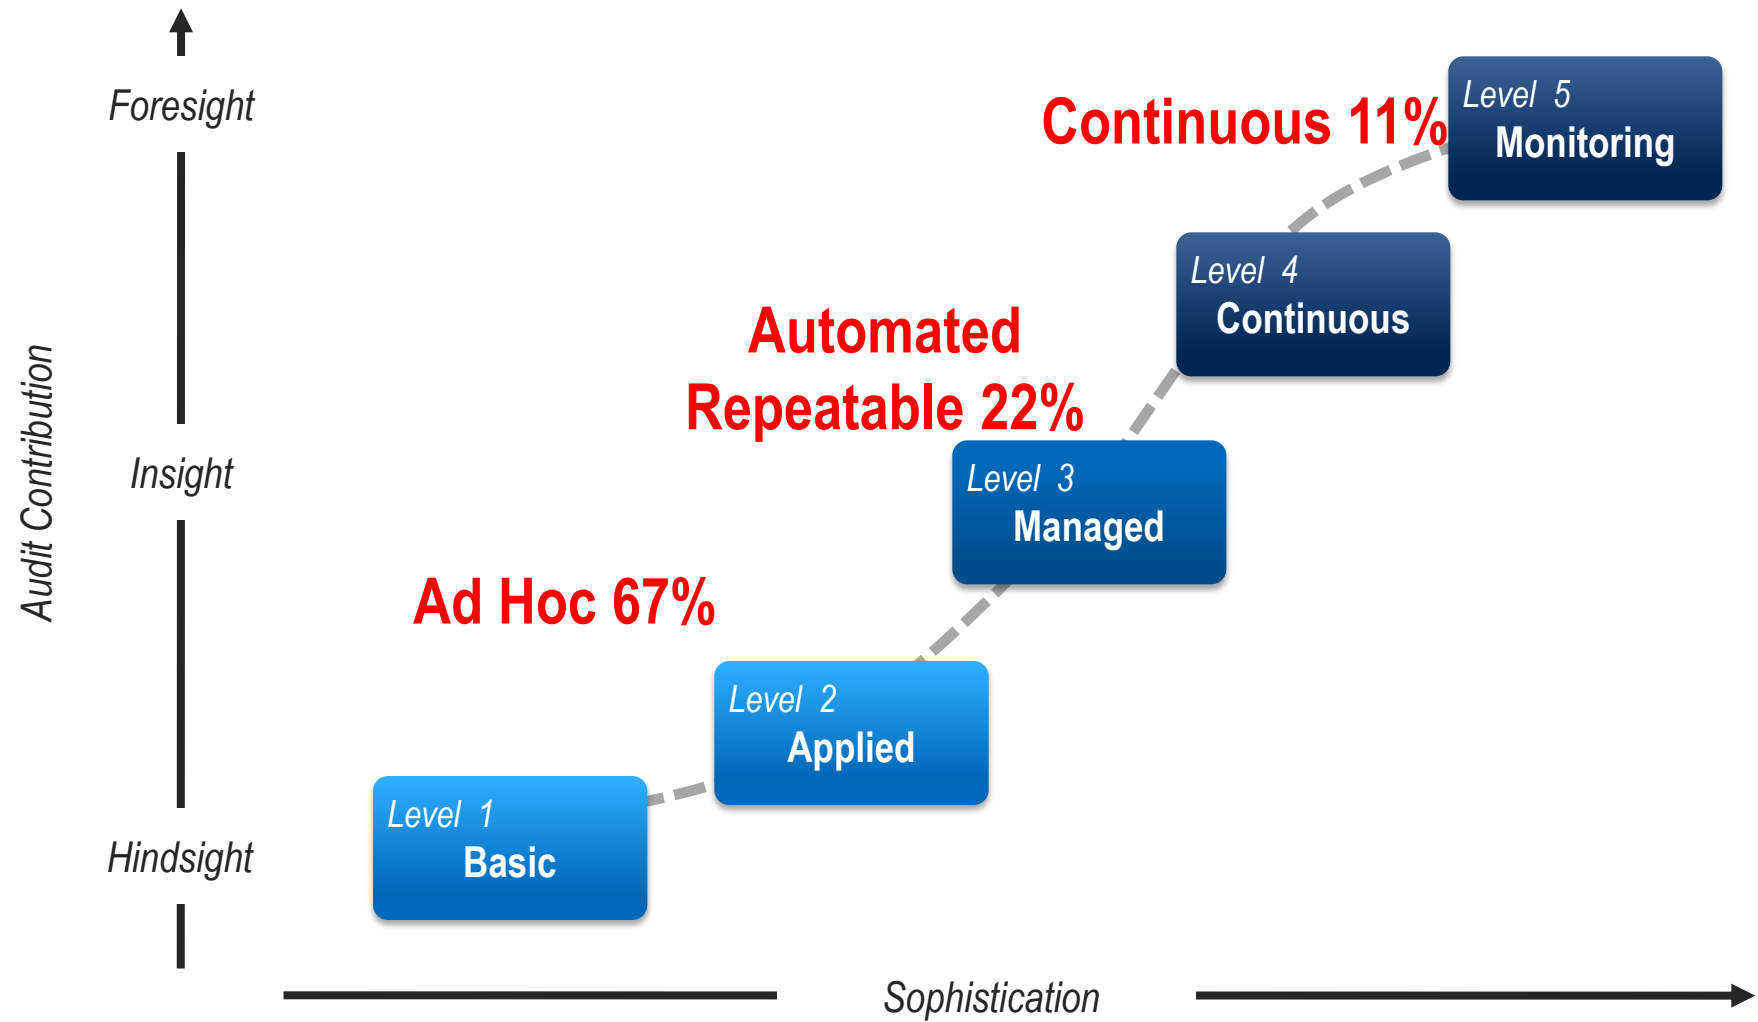 Foresight
Continuous 11%
Level 5
Monitoring
Level 4
Continuous
Automated
Repeatable 22%
Audit Contribution
Insight
Level 3
Managed
Ad Hoc 67%
Level 2
Applied
Level 1
Basic
Hindsight
Sophistication